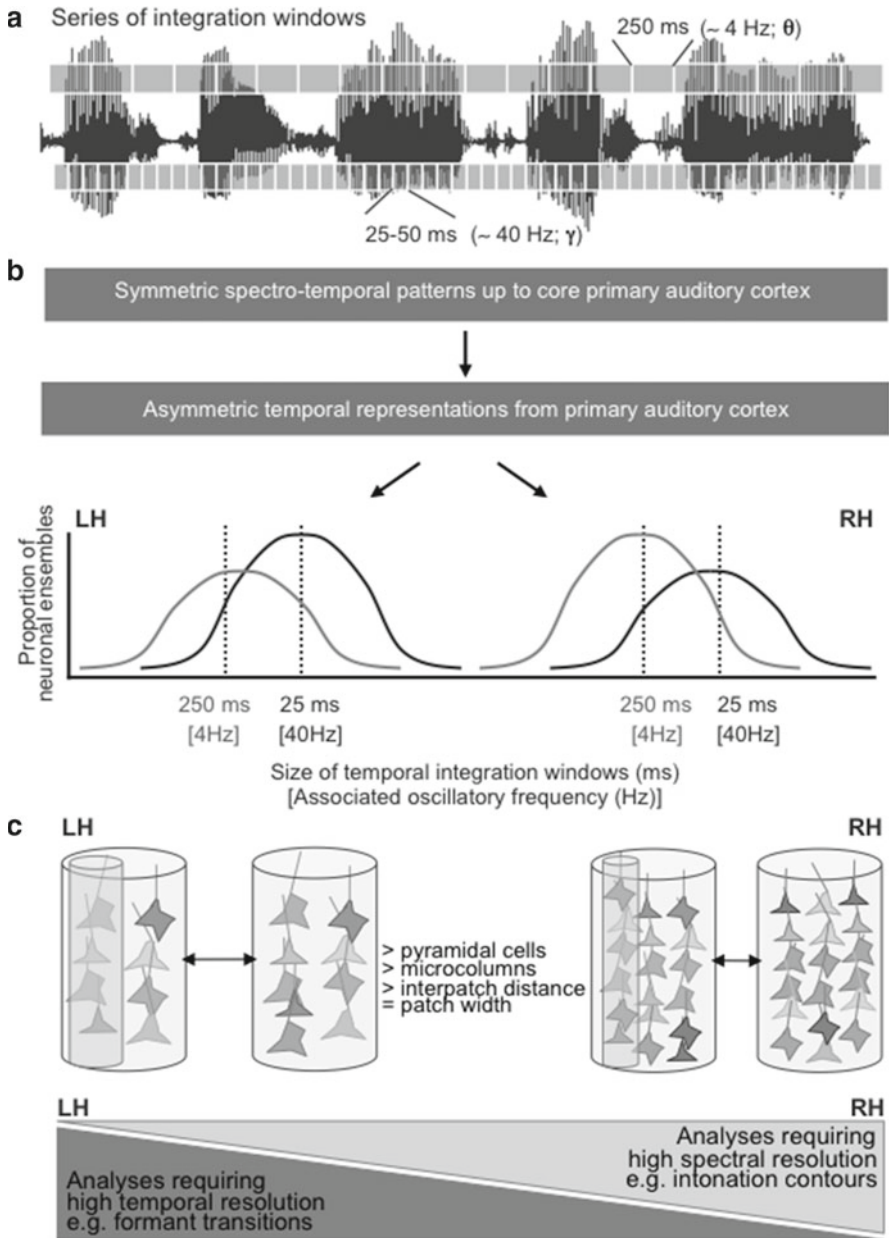 a Series of integration windows
250 ms (~ 4 Hz; θ)
25-50 ms (~ 40 Hz; γ)
b
Symmetric spectro-temporal patterns up to core primary auditory cortex
Asymmetric temporal representations from primary auditory cortex
LH
RH
Proportion of
neuronal ensembles
250 ms 25 ms 250 ms 25 ms
[4Hz] [40Hz] [4Hz] [40Hz]
Size of temporal integration windows (ms)
[Associated oscillatory frequency (Hz)]
c LH RH
> pyramidal cells
> microcolumns
> interpatch distance
= patch width
LH RH
Analyses requiring
high spectral resolution
e.g. intonation contours
Analyses requiring
high temporal resolution
e.g. formant transitions